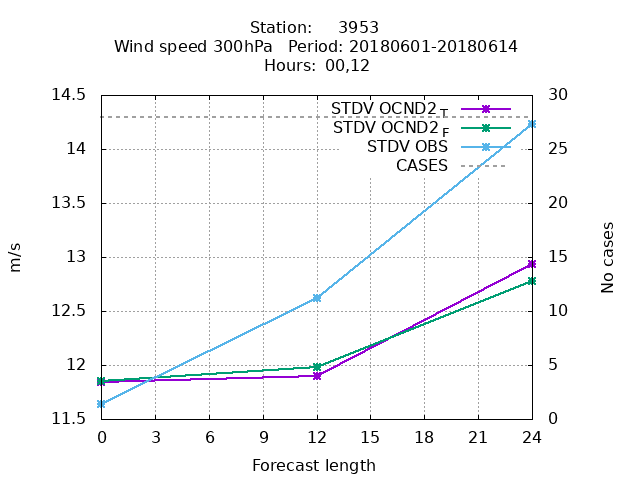 Station: 3953
Wind speed 300hPa Period: 20180601-20180614
Hours: 00,12
14.5
14
13.5
13
12.5
12
11.5
m/s
STDV OCND2 T
STDV OCND2 F
STDV OBS
CASES
30
25
20
15
10
5
0
No cases
0 3 6 9 12 15 18 21 24
Forecast length